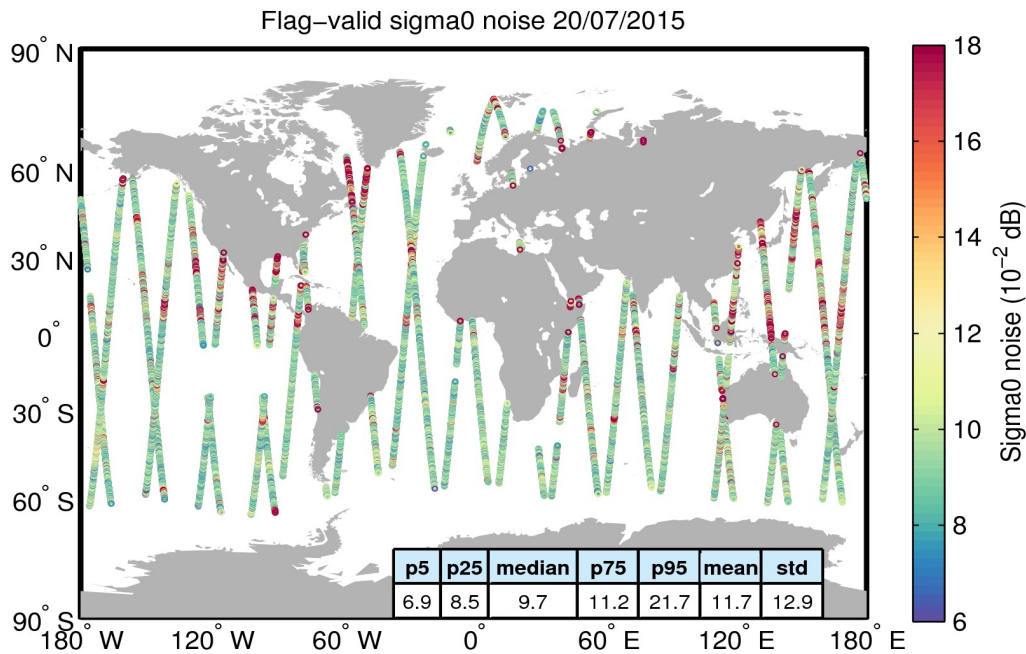 Flag−valid sigma0 noise 20/07/2015
90° N
60° N
30° N
0°
30° S
60° S
90° S
180° W
120° W
60° W
0°
60° E
120° E
180° E
p5 p25 median p75 p95 mean std
6.9 8.5 9.7 11.2 21.7 11.7 12.9
18
16
14
12
10
8
6
Sigma0 noise (10⁻² dB)